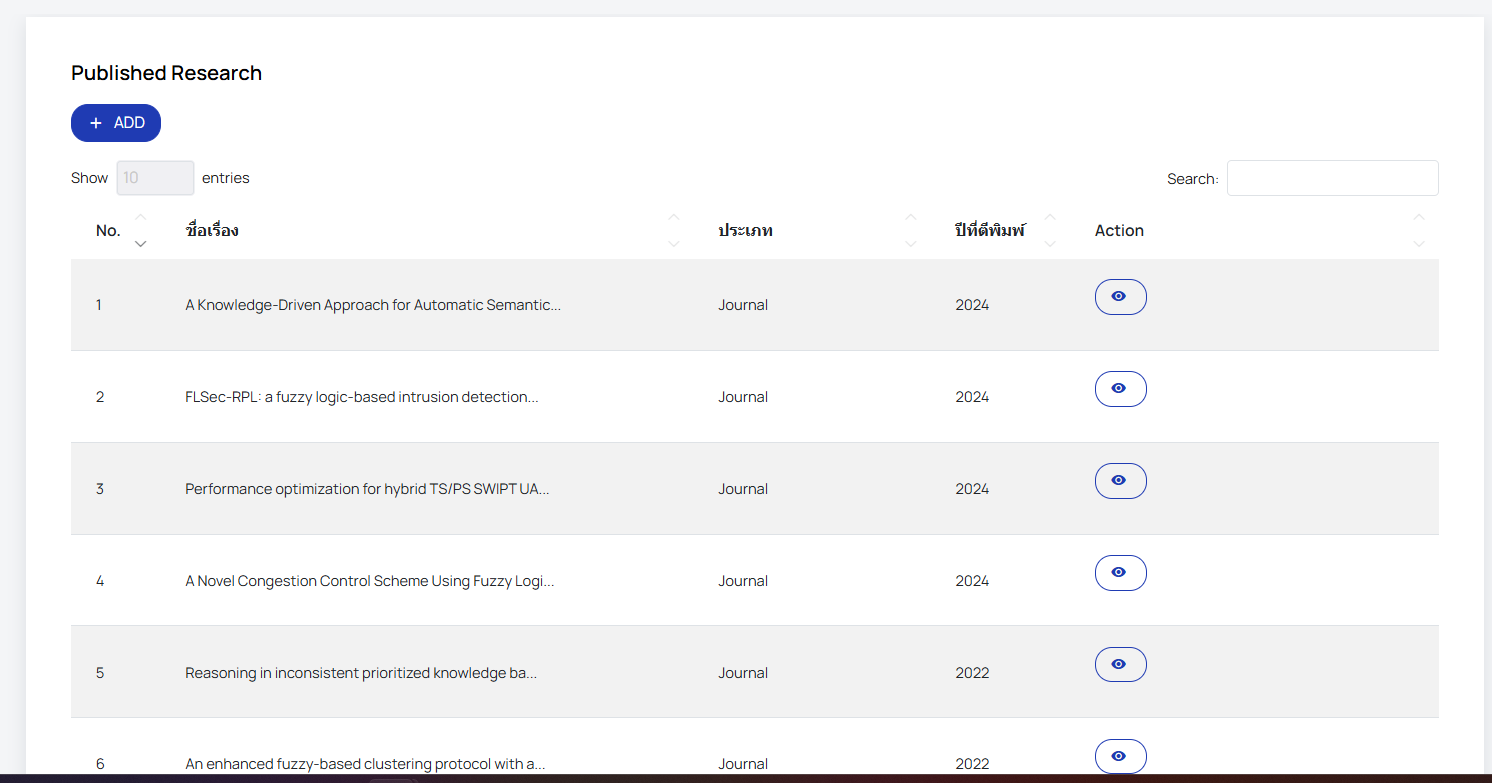 Published Research
+ ADD
Show 10 entries
Search:
No. ชื่อเรื่อง ประเภท ปีที่ตีพิมพ์ Action
1 A Knowledge-Driven Approach for Automatic Semantic... Journal 2024
2 FLSec-RPL: a fuzzy logic-based intrusion detection... Journal 2024
3 Performance optimization for hybrid TS/PS SWIPT UA... Journal 2024
4 A Novel Congestion Control Scheme Using Fuzzy Logi... Journal 2024
5 Reasoning in inconsistent prioritized knowledge ba... Journal 2022
6 An enhanced fuzzy-based clustering protocol with a... Journal 2022